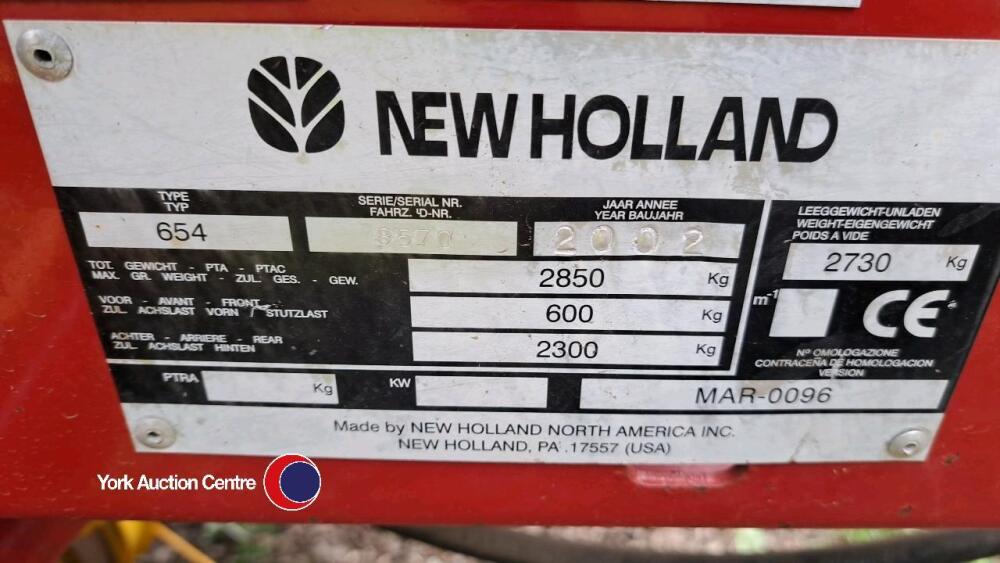 NEW HOLLAND
TYPE
TYP
654
SERIE/SERIAL NR.
FAHRZ. 'D-NR.
8570
JAAR ANNEE
YEAR BAUJAHR
2002
LEEGGEWICHT-UNLADEN
WEIGHT-EIGENGEWICHT
POIDS A VIDE
2730 Kg
TOT. GEWICHT - PTA - PTAC
MAX. GR. WEIGHT - ZUL. GES. - GEW.
2850 Kg
VOOR - AVANT - FRONT
ZUL. ACHSLAST VORN / STUTZLAST
600 Kg
ACHTER - ARRIERE - REAR
ZUL. ACHSLAST HINTEN
2300 Kg
m-1
CE
Nº OMOLOGAZIONE
CONTRACEÑA DE HOMOLOGACION
VERSION
PTRA Kg
KW
MAR-0096
Made by NEW HOLLAND NORTH AMERICA INC.
NEW HOLLAND, PA. 17557 (USA)
York Auction Centre